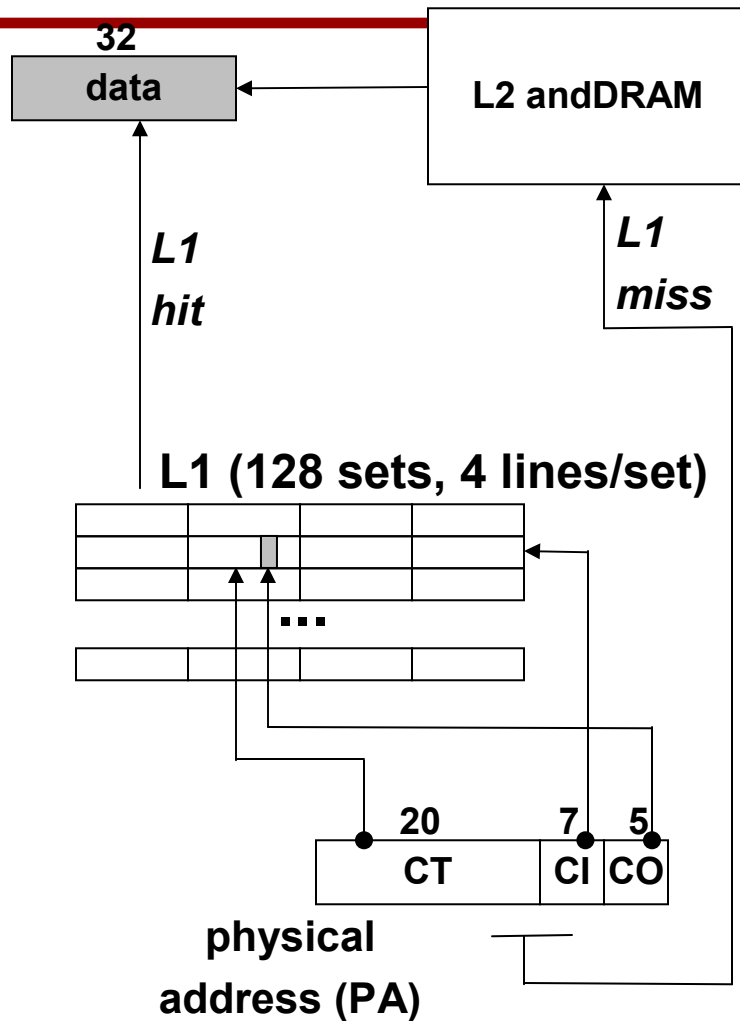 32
data
L2 andDRAM
L1
hit
L1
miss
L1 (128 sets, 4 lines/set)
...
20
7
5
CT
CI
CO
physical
address (PA)